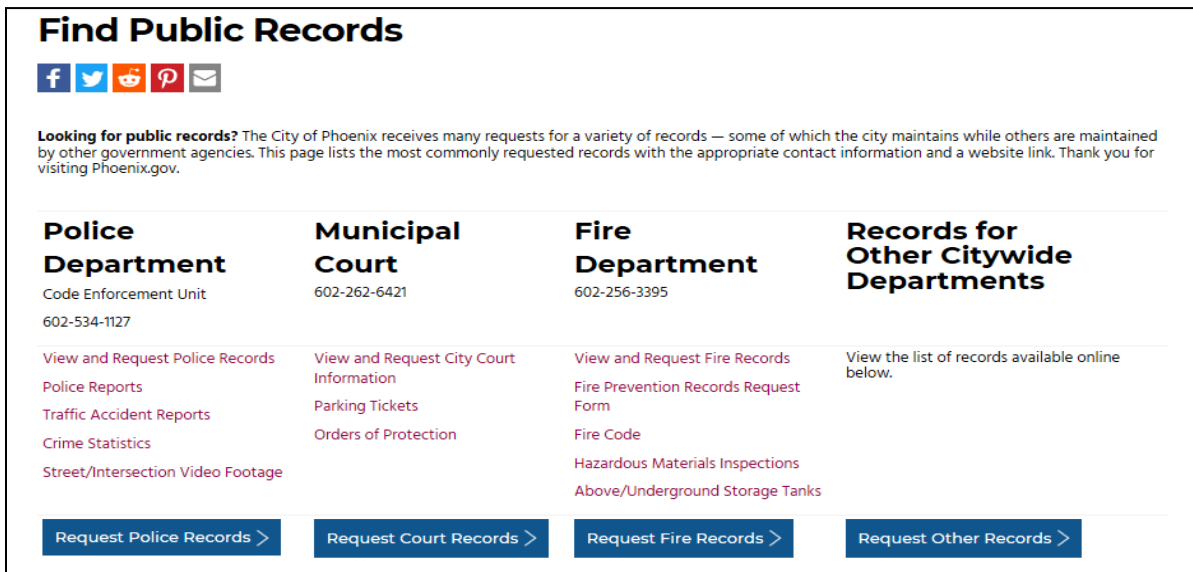 Find Public Records
Looking for public records? The City of Phoenix receives many requests for a variety of records — some of which the city maintains while others are maintained
by other government agencies. This page lists the most commonly requested records with the appropriate contact information and a website link. Thank you for
visiting Phoenix.gov.
Police
Department
Code Enforcement Unit
602-534-1127
View and Request Police Records
Police Reports
Traffic Accident Reports
Crime Statistics
Street/Intersection Video Footage
Request Police Records >
Municipal
Court
602-262-6421
View and Request City Court
Information
Parking Tickets
Orders of Protection
Request Court Records >
Fire
Department
602-256-3395
View and Request Fire Records
Fire Prevention Records Request
Form
Fire Code
Hazardous Materials Inspections
Above/Underground Storage Tanks
Request Fire Records >
Records for
Other Citywide
Departments
View the list of records available online
below.
Request Other Records >